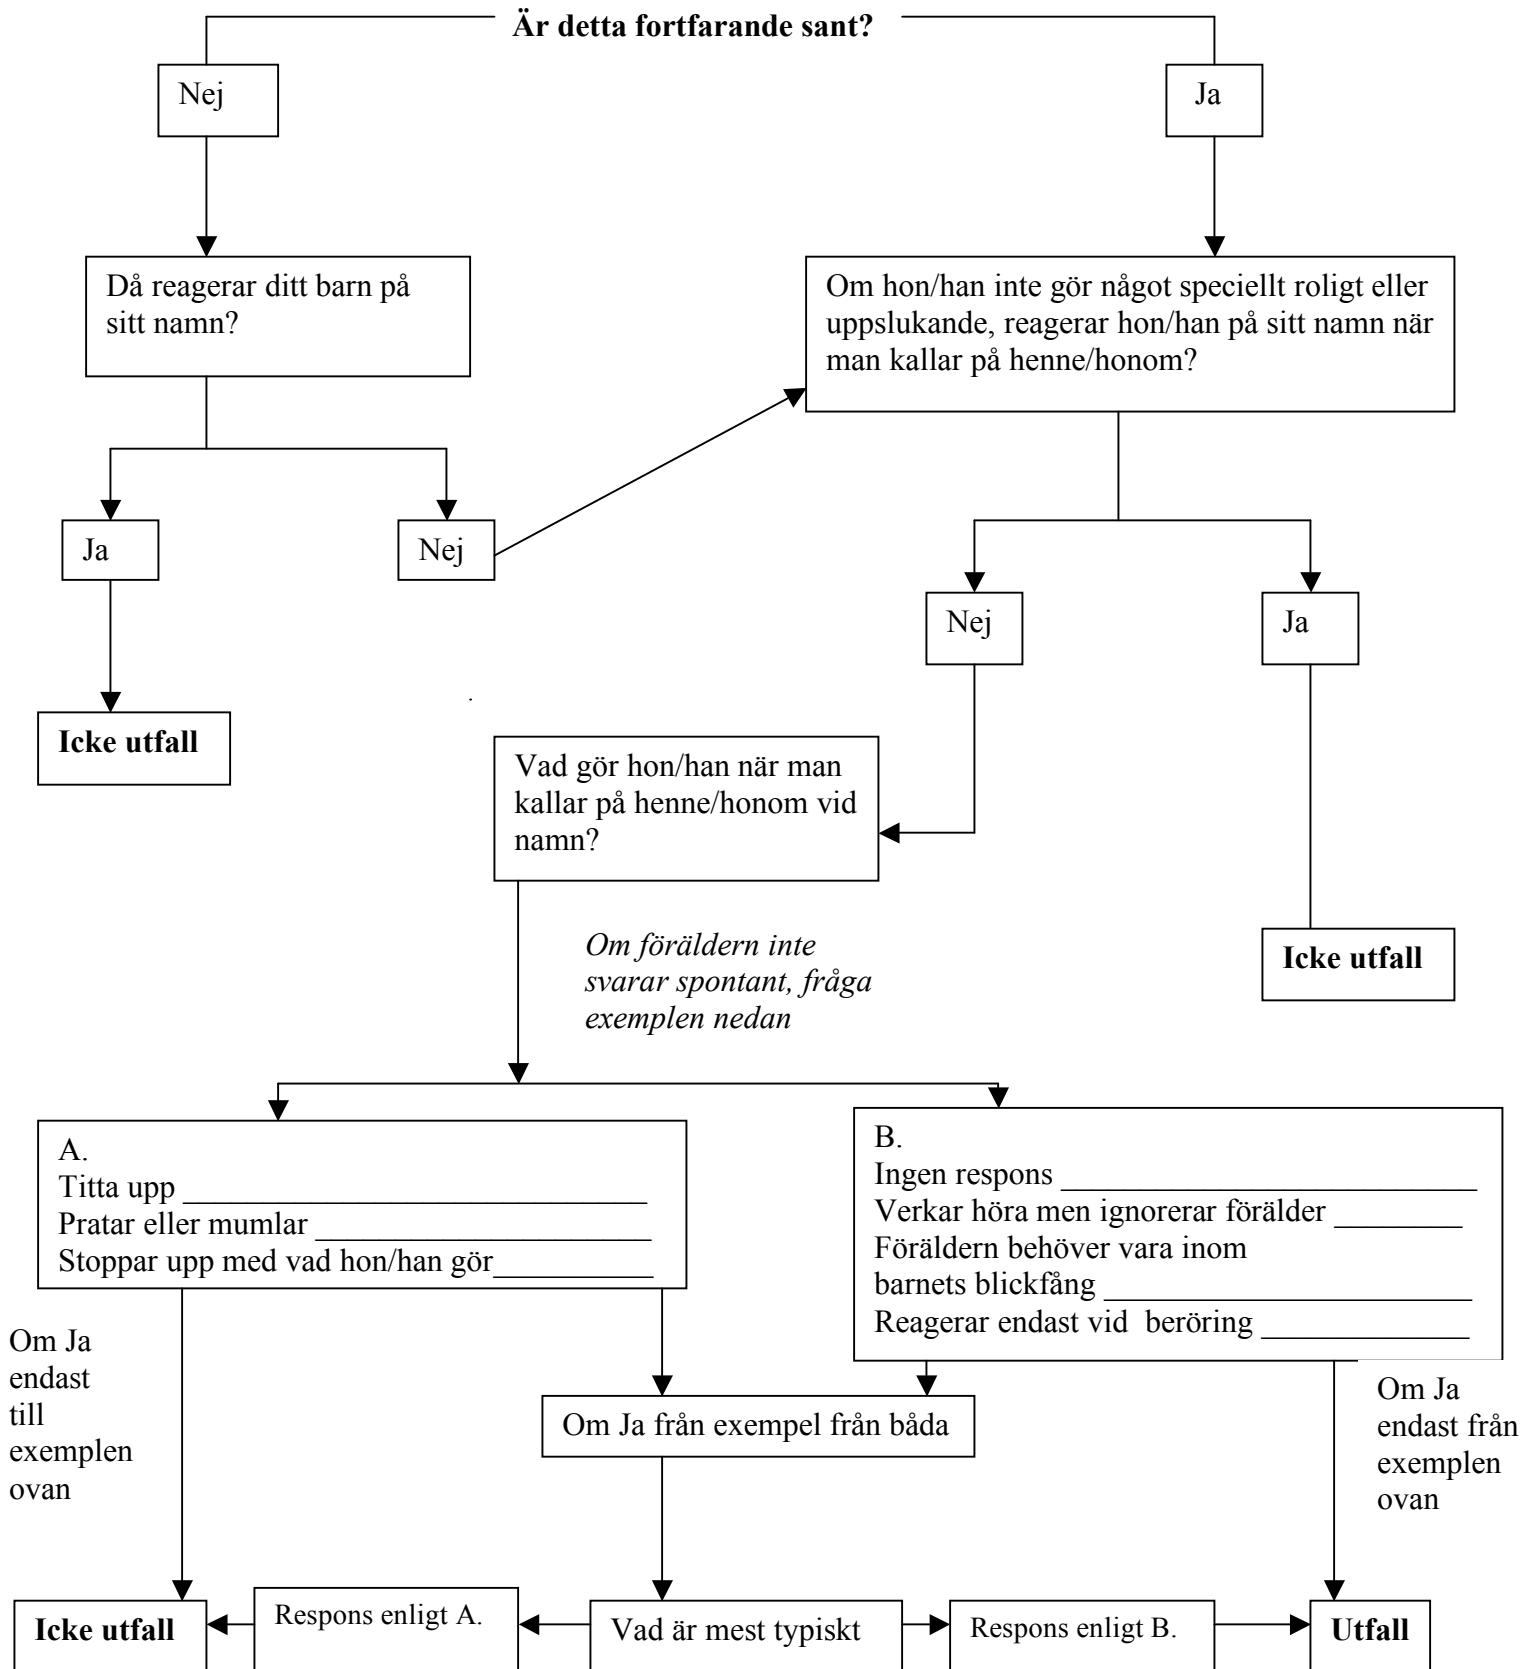 Är detta fortfarande sant?
Nej
Ja
Då reagerar ditt barn på
sitt namn?
Om hon/han inte gör något speciellt roligt eller
uppslukande, reagerar hon/han på sitt namn när
man kallar på henne/honom?
Ja
Nej
Nej
Ja
Icke utfall
Vad gör hon/han när man
kallar på henne/honom vid
namn?
Om föräldern inte
svarar spontant, fråga
exemplen nedan
Icke utfall
A.
Titta upp _____________________________
Pratar eller mumlar _____________________
Stoppar upp med vad hon/han gör__________
B.
Ingen respons __________________________
Verkar höra men ignorerar förälder ________
Föräldern behöver vara inom
barnets blickfång _______________________
Reagerar endast vid beröring _____________
Om Ja
endast
till
exemplen
ovan
Om Ja från exempel från båda
Om Ja
endast från
exemplen
ovan
Icke utfall
Respons enligt A.
Vad är mest typiskt
Respons enligt B.
Utfall